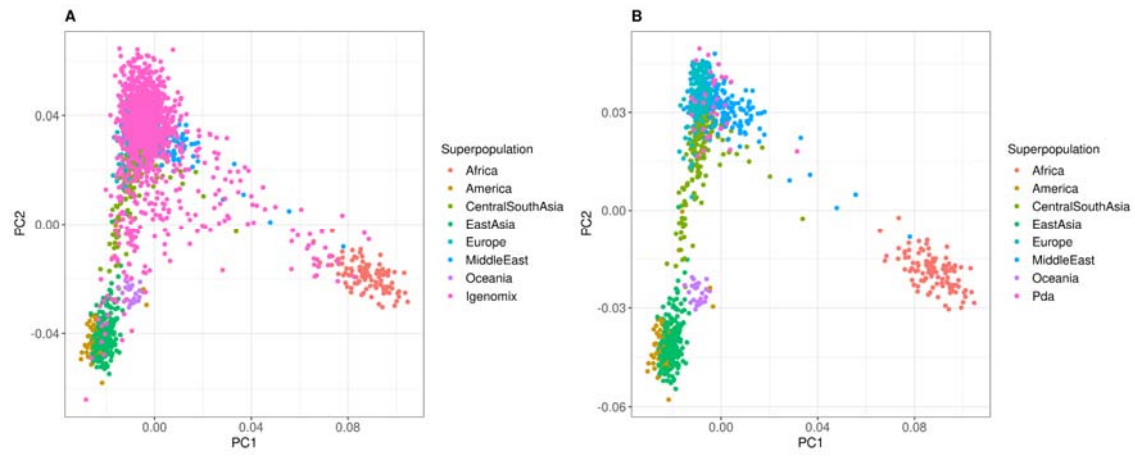 A
PC2
0.04
0.00
-0.04
0.00
0.04
0.08
PC1
Superpopulation
Africa
America
CentralSouthAsia
EastAsia
Europe
MiddleEast
Oceania
Igenomix
B
PC2
0.03
0.00
-0.03
-0.06
0.00
0.04
0.08
PC1
Superpopulation
Africa
America
CentralSouthAsia
EastAsia
Europe
MiddleEast
Oceania
Pda